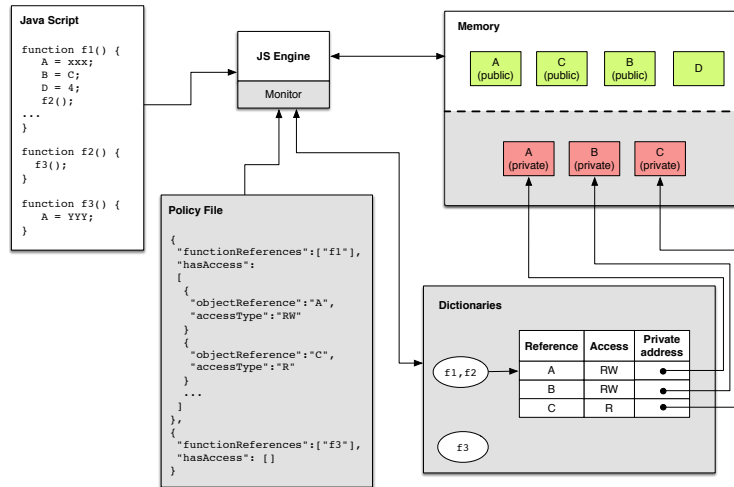 Java Script
function f1() {
A = xxx;
B = C;
D = 4;
f2();
...
}
function f2() {
f3();
}
function f3() {
A = YYY;
}
JS Engine
Monitor
Memory
A
(public)
C
(public)
B
(public)
D
A
(private)
B
(private)
C
(private)
Policy File
{
"functionReferences":["f1"],
"hasAccess":
[
{
"objectReference":"A",
"accessType":"RW"
}
{
"objectReference":"C",
"accessType":"R"
}
...
]
},
{
"functionReferences":["f3"],
"hasAccess": []
}
Dictionaries
f1,f2
f3
Reference Access Private address
A RW
B RW
C R